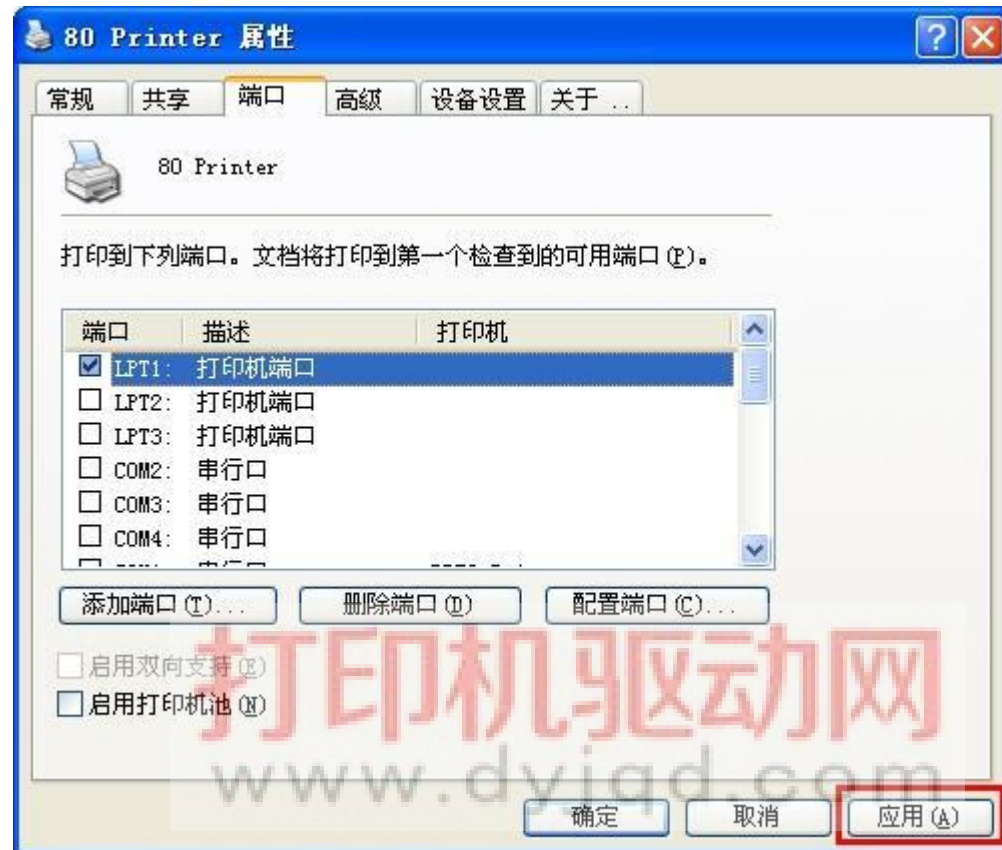 80 Printer 属性
常规 共享 端口 高级 设备设置 关于 ..
80 Printer
打印到下列端口。文档将打印到第一个检查到的可用端口(P)。
端口 描述 打印机
LPT1: 打印机端口
LPT2: 打印机端口
LPT3: 打印机端口
COM2: 串行口
COM3: 串行口
COM4: 串行口
添加端口(T)... 删除端口(D) 配置端口(C)...
启用双向支持(E)
启用打印机池(N)
打印机驱动网
www.dyjqd.com
确定 取消 应用(A)